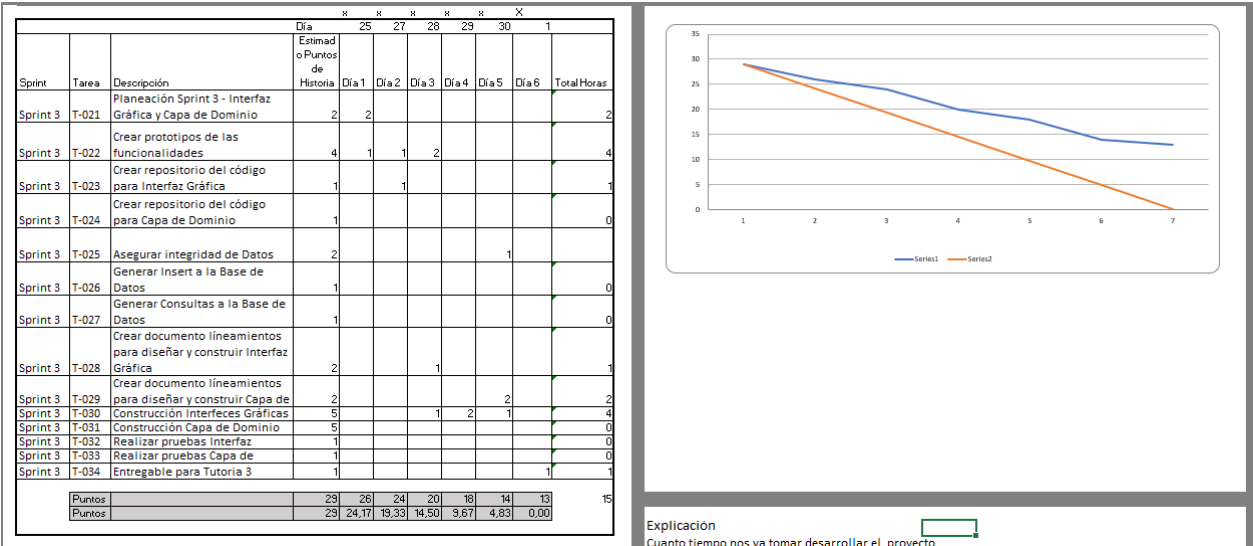 x x x x x X
Día 25 27 28 29 30 1
Estimad
o Puntos
de
Sprint Tarea Descripción Historia Día 1 Día 2 Día 3 Día 4 Día 5 Día 6 Total Horas
Planeación Sprint 3 - Interfaz
Sprint 3 T-021 Gráfica y Capa de Dominio 2 2 2
Crear prototipos de las
Sprint 3 T-022 funcionalidades 4 1 1 2 4
Crear repositorio del código
Sprint 3 T-023 para Interfaz Gráfica 1 1 1
Crear repositorio del código
Sprint 3 T-024 para Capa de Dominio 1 0
Sprint 3 T-025 Asegurar integridad de Datos 2 1
Generar Insert a la Base de
Sprint 3 T-026 Datos 1 0
Generar Consultas a la Base de
Sprint 3 T-027 Datos 1 0
Crear documento líneamientos
para diseñar y construir Interfaz
Sprint 3 T-028 Gráfica 2 1 1
Crear documento líneamientos
Sprint 3 T-029 para diseñar y construir Capa de 2 2 2
Sprint 3 T-030 Construcción Interfeces Gráficas 5 1 2 1 4
Sprint 3 T-031 Construcción Capa de Dominio 5 0
Sprint 3 T-032 Realizar pruebas Interfaz 1 0
Sprint 3 T-033 Realizar pruebas Capa de 1 0
Sprint 3 T-034 Entregable para Tutoria 3 1 1 1
Puntos 29 26 24 20 18 14 13 15
Puntos 29 24,17 19,33 14,50 9,67 4,83 0,00
35
30
25
20
15
10
5
0
1 2 3 4 5 6 7
Series1 Series2
Explicación
Cuanto tiempo nos va tomar desarrollar el proyecto